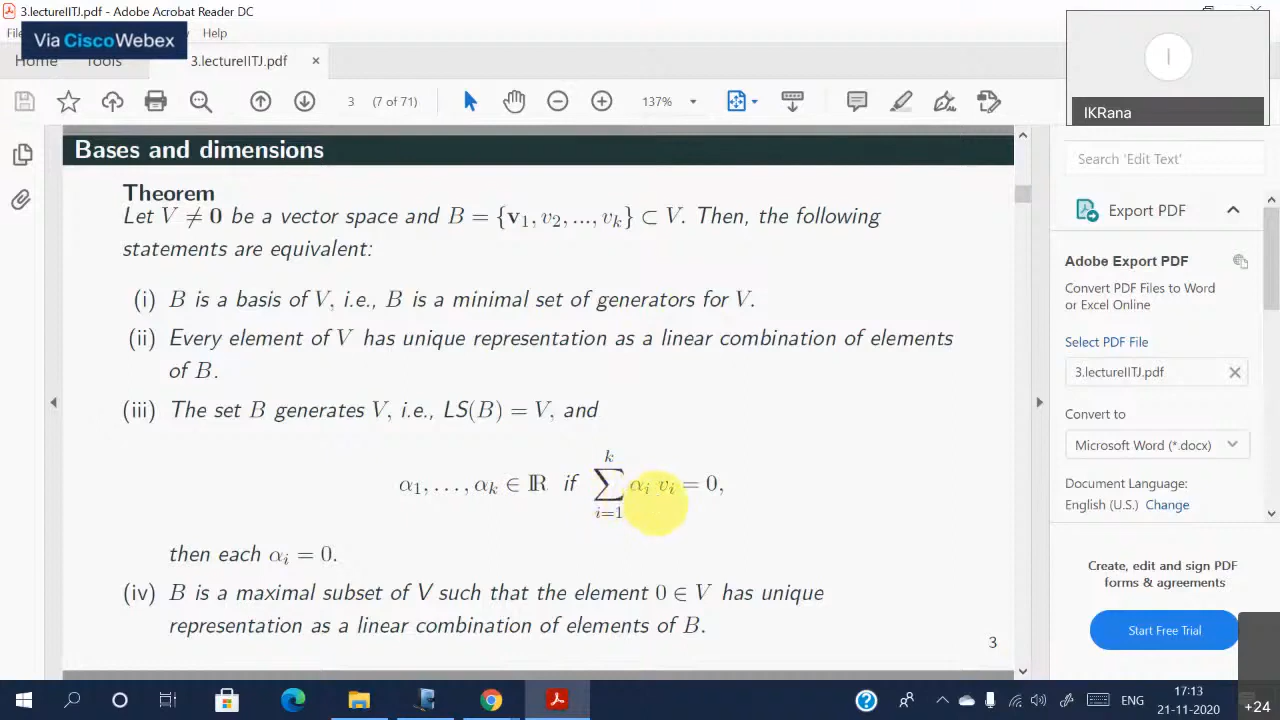 3.lectureIITJ.pdf - Adobe Acrobat Reader DC
Via Cisco Webex
Help
Home Tools 3.lectureIITJ.pdf ×
3 (7 of 71) 137%
I
IKRana
Bases and dimensions
Theorem
Let V ≠ 0 be a vector space and B = {v₁, v₂, ..., vₖ} ⊂ V. Then, the following
statements are equivalent:
(i) B is a basis of V, i.e., B is a minimal set of generators for V.
(ii) Every element of V has unique representation as a linear combination of elements
of B.
(iii) The set B generates V, i.e., LS(B) = V, and
α₁, . . . , αₖ ∈ ℝ if ∑_{i=1}^{k} αᵢ vᵢ = 0,
then each αᵢ = 0.
(iv) B is a maximal subset of V such that the element 0 ∈ V has unique
representation as a linear combination of elements of B.
3
Search 'Edit Text'
Export PDF
Adobe Export PDF
Convert PDF Files to Word
or Excel Online
Select PDF File
3.lectureIITJ.pdf
Convert to
Microsoft Word (*.docx)
Document Language:
English (U.S.) Change
Create, edit and sign PDF
forms & agreements
Start Free Trial
ENG
17:13
21-11-2020
+24